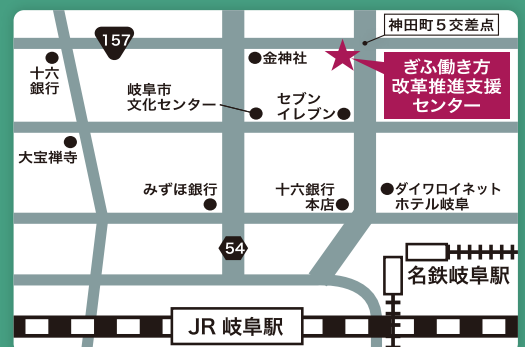 神田町5交差点
157
金神社
ぎふ働き方
改革推進支援
センター
十六
銀行
岐阜市
文化センター
セブン
イレブン
大宝禅寺
みずほ銀行
十六銀行
本店
ダイワロイネット
ホテル岐阜
54
名鉄岐阜駅
JR 岐阜駅